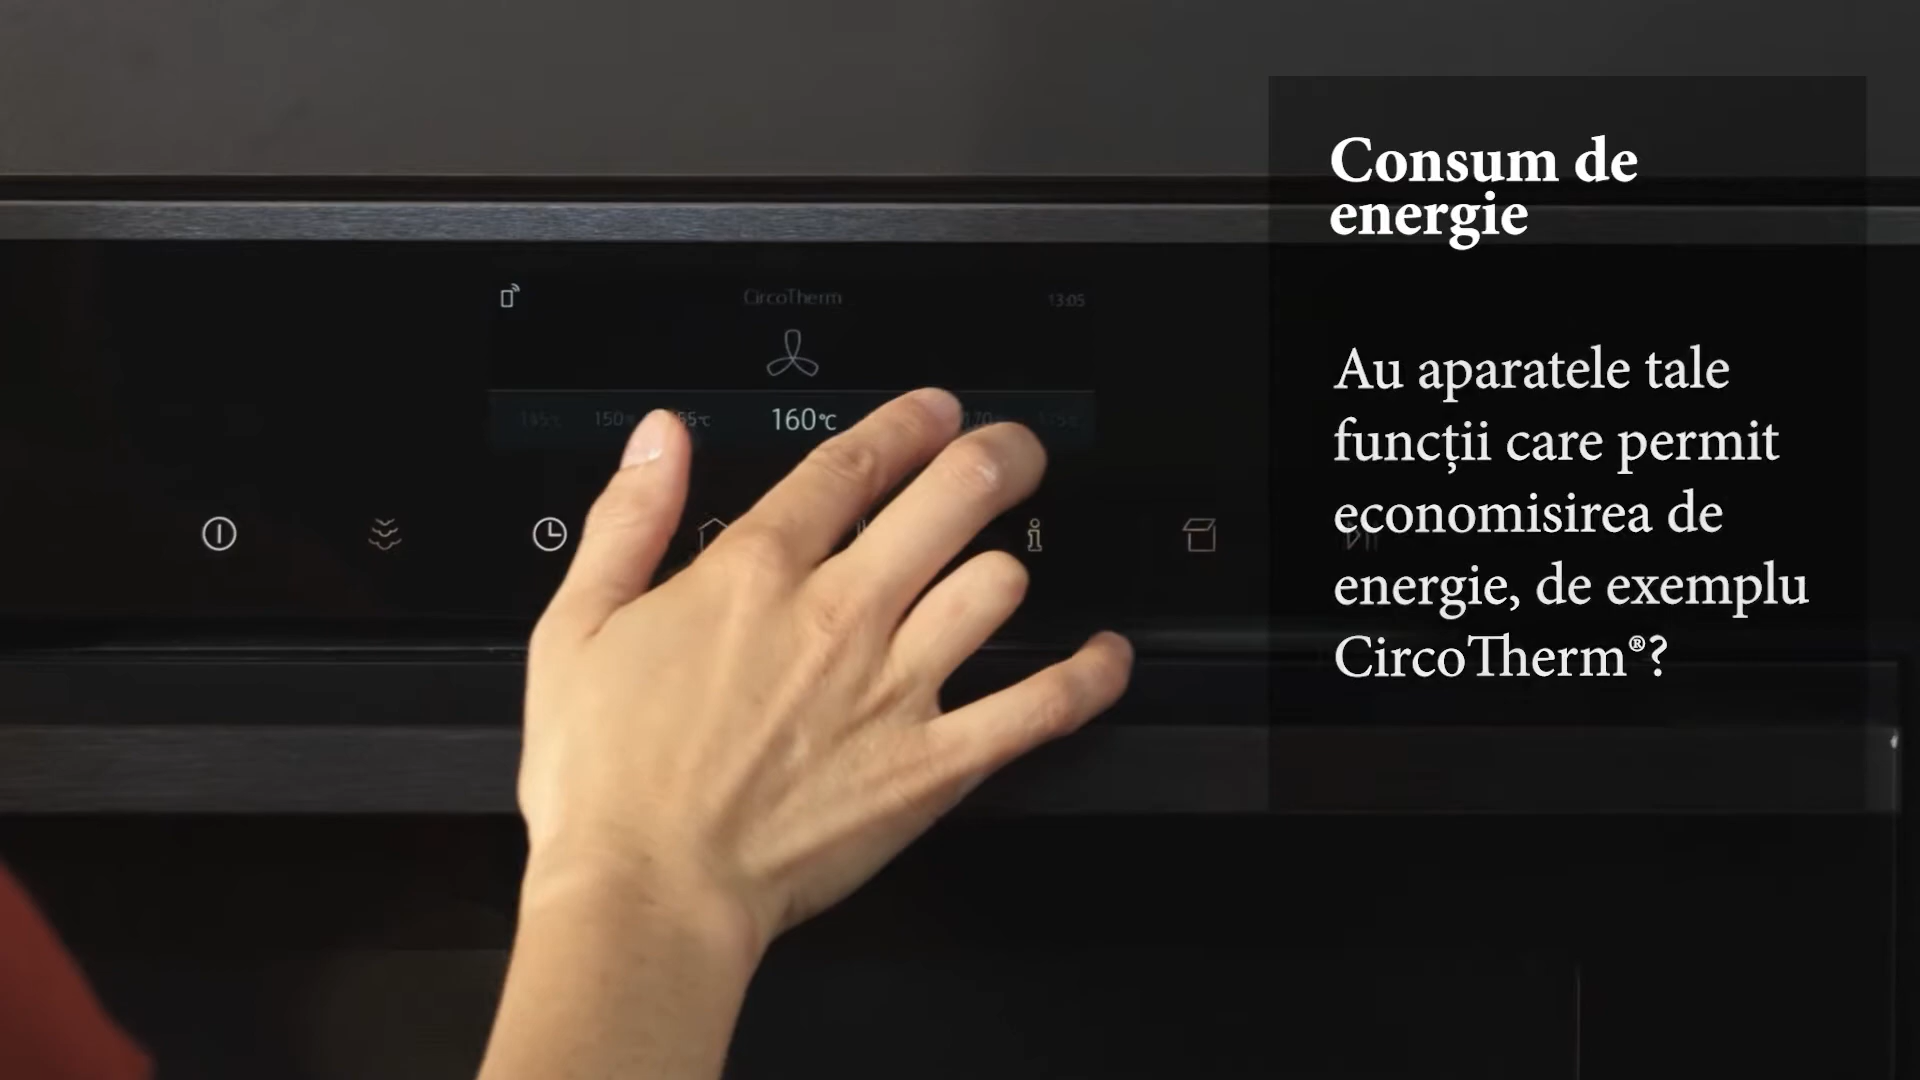 Consum de
energie
CircoTherm
13:05
150
160°C
Au aparatele tale
funcții care permit
economisirea de
energie, de exemplu
CircoTherm®?